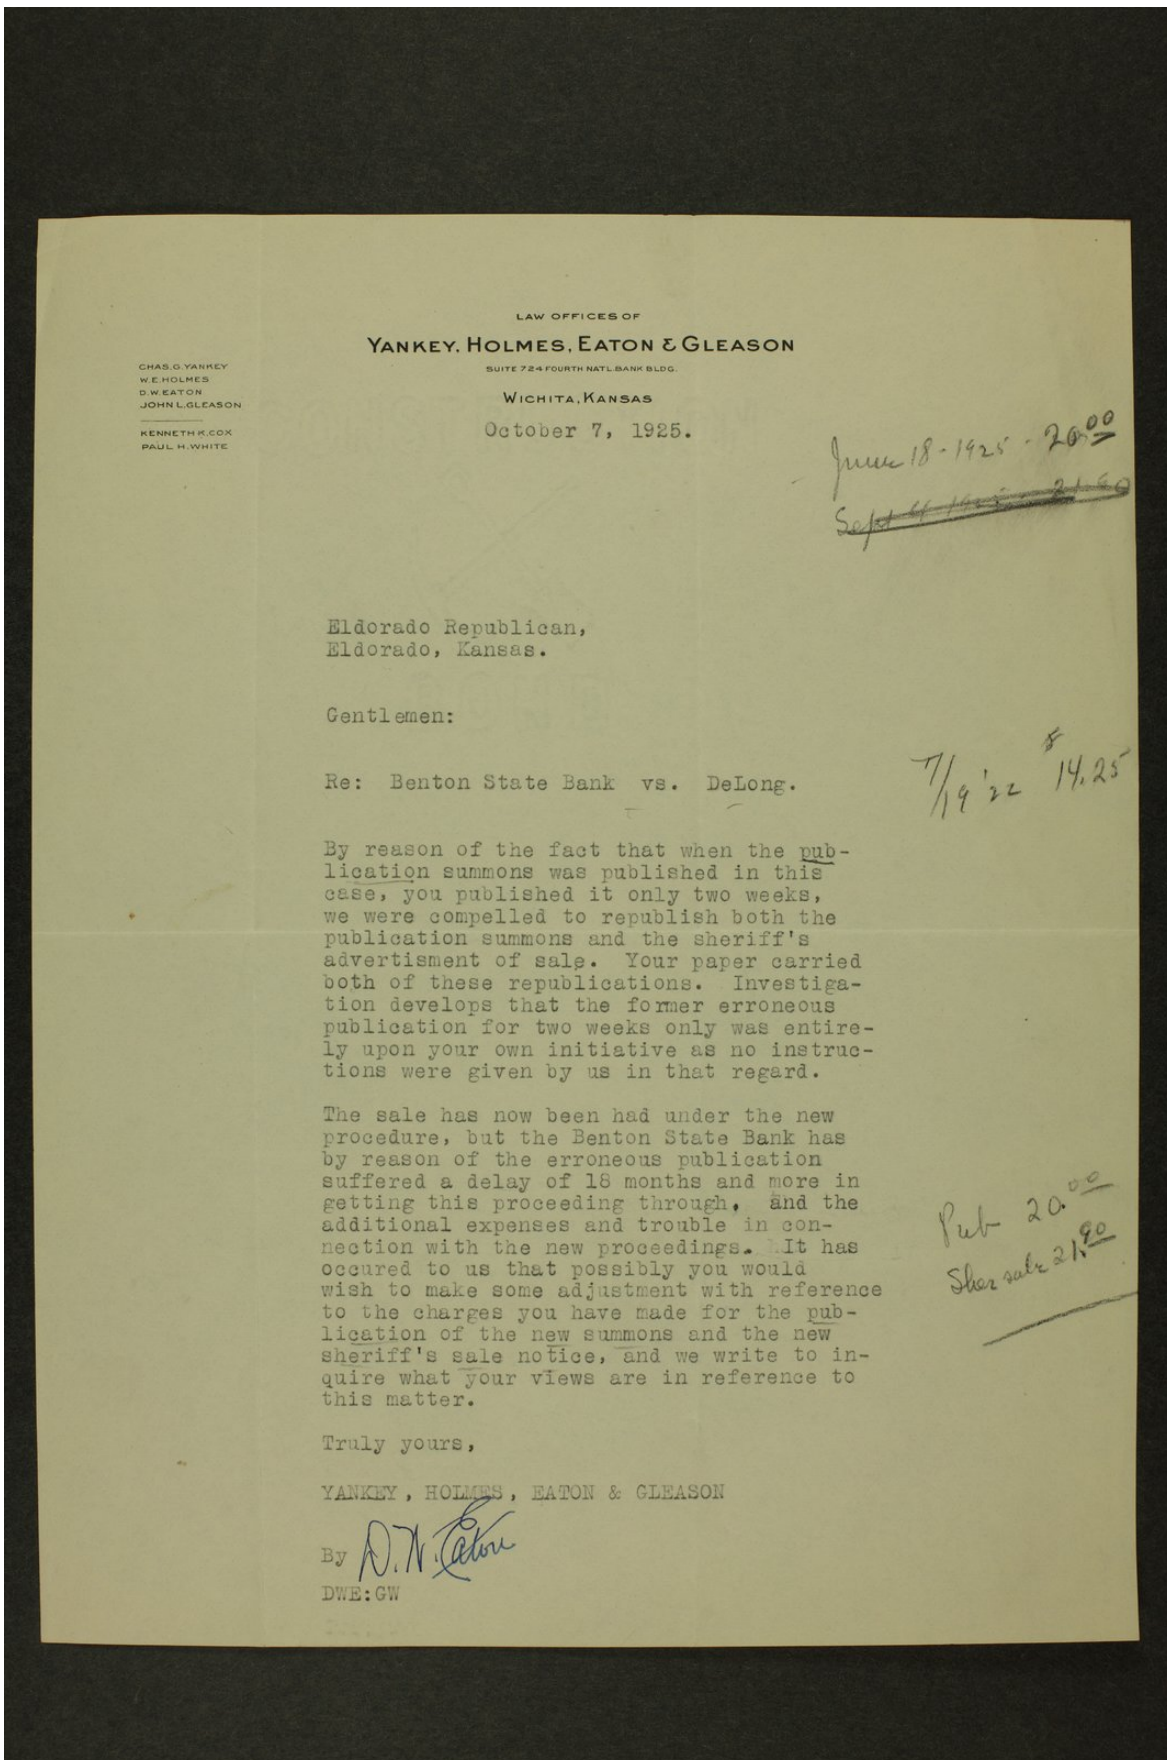 LAW OFFICES OF
YANKEY, HOLMES, EATON & GLEASON
SUITE 724 FOURTH NATL. BANK BLDG.
WICHITA, KANSAS
CHAS. G. YANKEY
W. E. HOLMES
D. W. EATON
JOHN L. GLEASON
KENNETH K. COX
PAUL H. WHITE
October 7, 1925.
June 18-1925 - 20.00
Sept 1925 21.90
Eldorado Republican,
Eldorado, Kansas.
Gentlemen:
Re: Benton State Bank vs. DeLong.
7/19 '22 $14.25
By reason of the fact that when the pub-
lication summons was published in this
case, you published it only two weeks,
we were compelled to republish both the
publication summons and the sheriff's
advertisment of sale. Your paper carried
both of these republications. Investiga-
tion develops that the former erroneous
publication for two weeks only was entire-
ly upon your own initiative as no instruc-
tions were given by us in that regard.
The sale has now been had under the new
procedure, but the Benton State Bank has
by reason of the erroneous publication
suffered a delay of 18 months and more in
getting this proceeding through, and the
additional expenses and trouble in con-
nection with the new proceedings. It has
occured to us that possibly you would
wish to make some adjustment with reference
to the charges you have made for the pub-
lication of the new summons and the new
sheriff's sale notice, and we write to in-
quire what your views are in reference to
this matter.
Pub 20.00
Sher sale 21.90
Truly yours,
YANKEY, HOLMES, EATON & GLEASON
By D. W. Eaton
DWE:GW